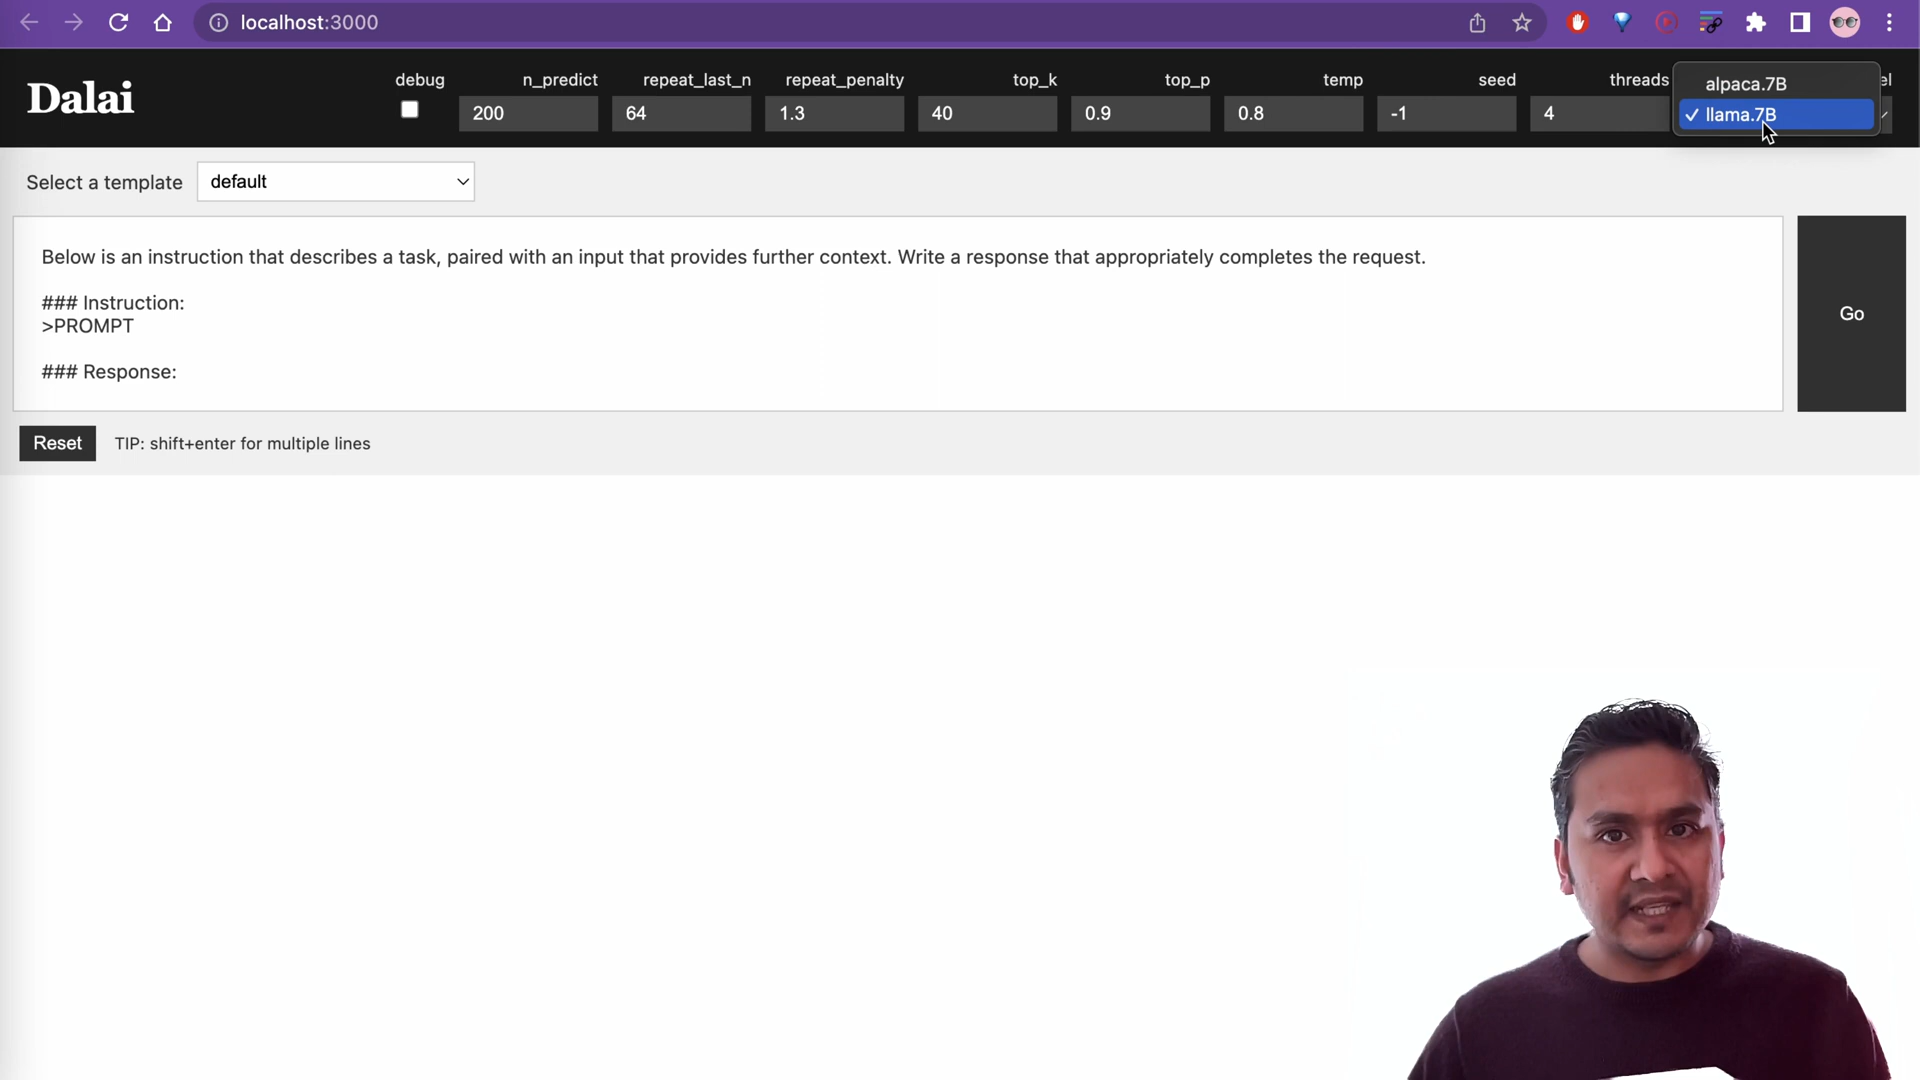 localhost:3000
Dalai
debug n_predict repeat_last_n repeat_penalty top_k top_p temp seed threads el
200 64 1.3 40 0.9 0.8 -1 4
alpaca.7B
✓ llama.7B
Select a template default
Below is an instruction that describes a task, paired with an input that provides further context. Write a response that appropriately completes the request.
### Instruction:
>PROMPT
### Response:
Go
Reset TIP: shift+enter for multiple lines